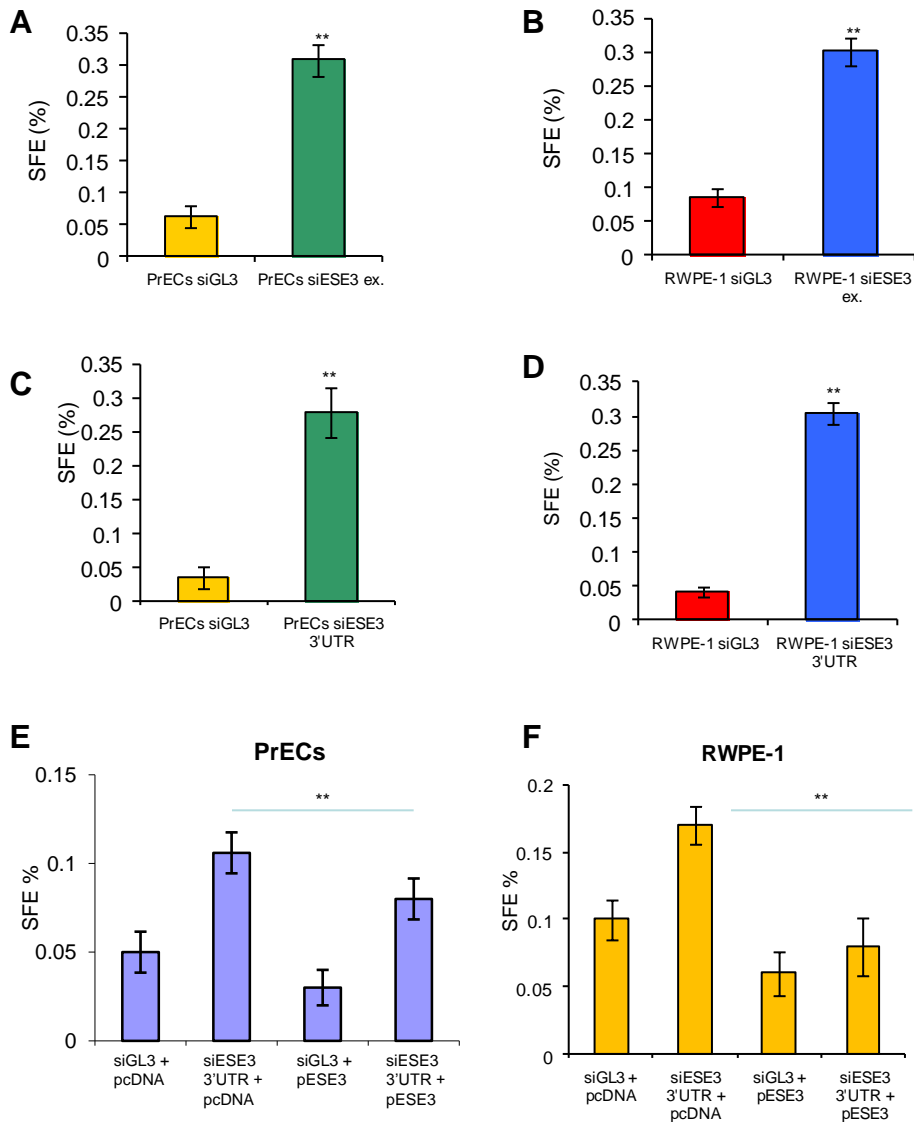 A
SFE (%)
0.35
0.3
0.25
0.2
0.15
0.1
0.05
0
**
PrECs siGL3
PrECs siESE3 ex.
B
SFE (%)
0.35
0.3
0.25
0.2
0.15
0.1
0.05
0
**
RWPE-1 siGL3
RWPE-1 siESE3
ex.
C
SFE (%)
0.35
0.3
0.25
0.2
0.15
0.1
0.05
0
**
PrECs siGL3
PrECs siESE3
3'UTR
D
SFE (%)
0.35
0.3
0.25
0.2
0.15
0.1
0.05
0
**
RWPE-1 siGL3
RWPE-1 siESE3
3'UTR
E
PrECs
SFE %
0.15
0.1
0.05
0
**
siGL3 +
pcDNA
siESE3
3'UTR +
pcDNA
siGL3 +
pESE3
siESE3
3'UTR +
pESE3
F
RWPE-1
SFE %
0.2
0.15
0.1
0.05
0
**
siGL3 +
pcDNA
siESE3
3'UTR +
pcDNA
siGL3 +
pESE3
siESE3
3'UTR +
pESE3